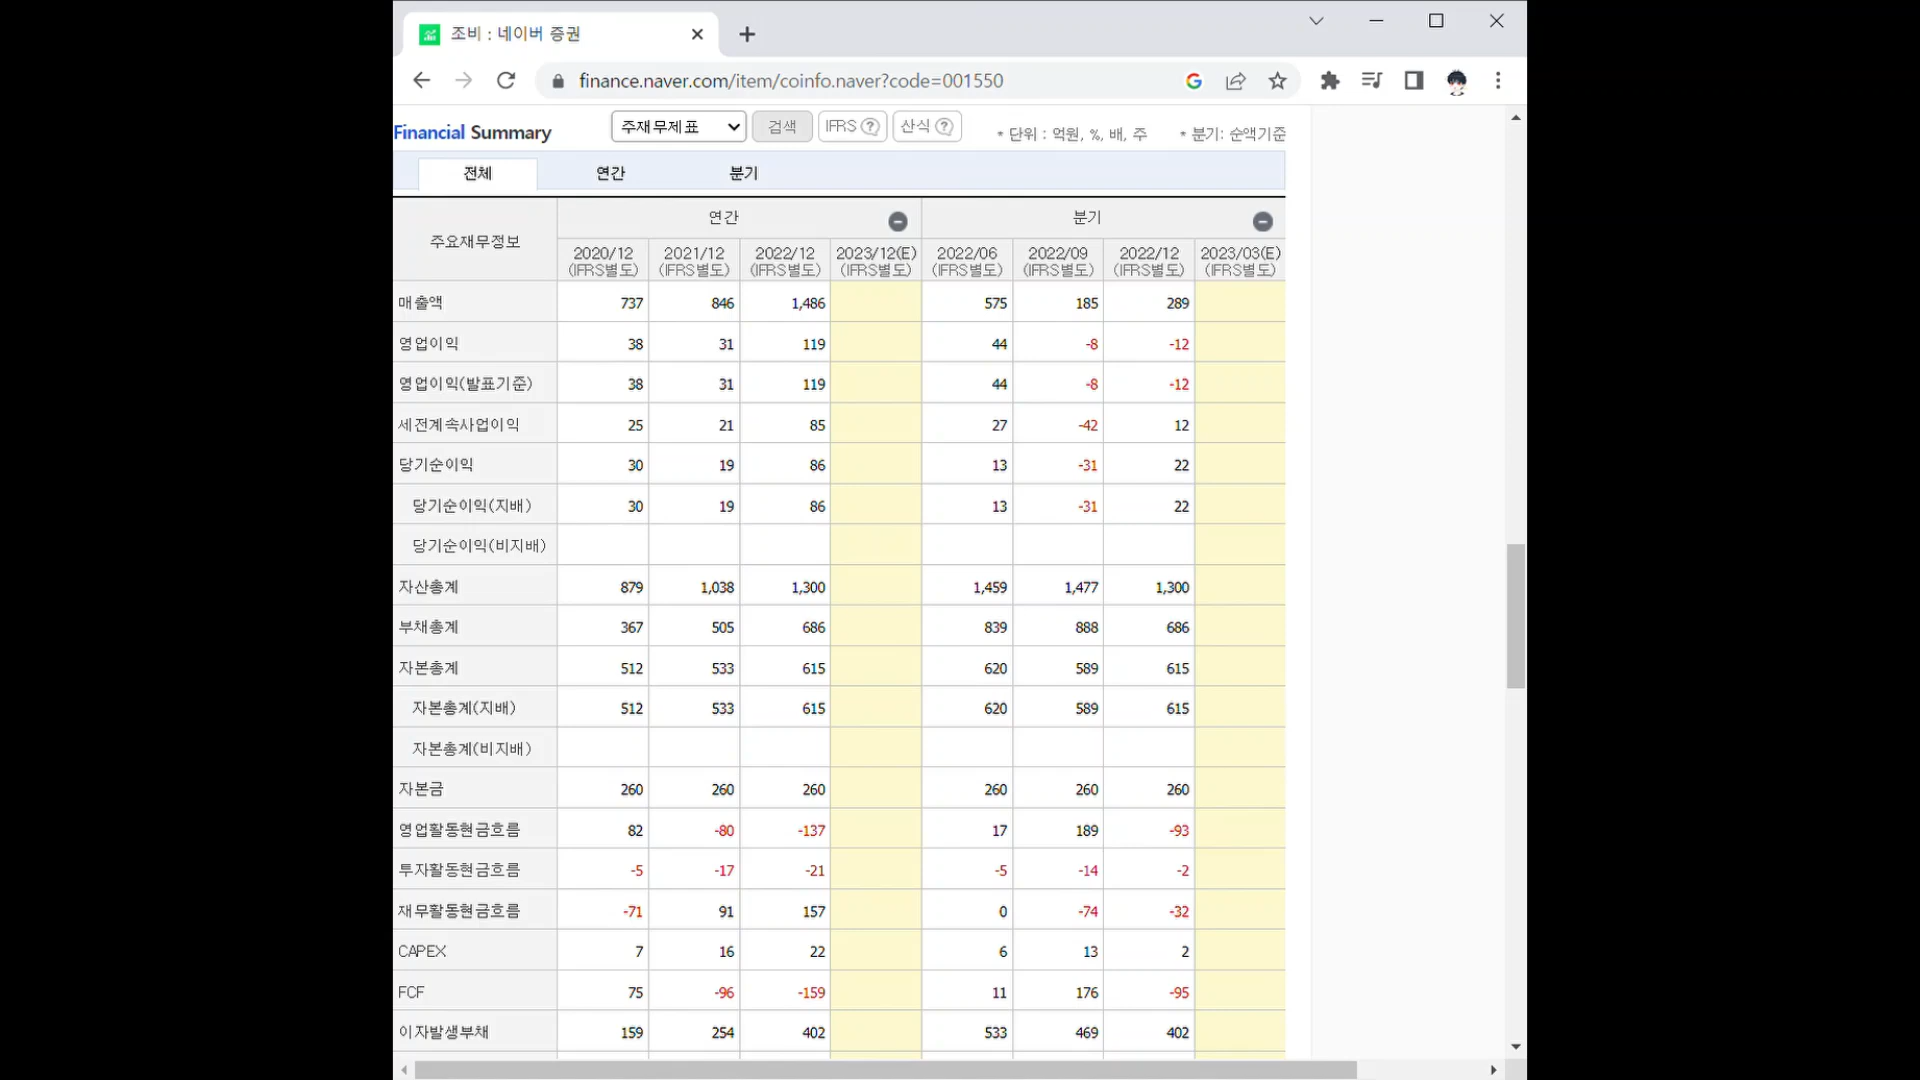 조비 : 네이버 증권
finance.naver.com/item/coinfo.naver?code=001550
Financial Summary 주재무제표 검색 IFRS ? 산식 ? * 단위 : 억원, %, 배, 주 * 분기: 순액기준
전체 연간 분기
주요재무정보 연간 분기
2020/12 2021/12 2022/12 2023/12(E) 2022/06 2022/09 2022/12 2023/03(E)
(IFRS별도) (IFRS별도) (IFRS별도) (IFRS별도) (IFRS별도) (IFRS별도) (IFRS별도) (IFRS별도)
매출액 737 846 1,486 575 185 289
영업이익 38 31 119 44 -8 -12
영업이익(발표기준) 38 31 119 44 -8 -12
세전계속사업이익 25 21 85 27 -42 12
당기순이익 30 19 86 13 -31 22
당기순이익(지배) 30 19 86 13 -31 22
당기순이익(비지배)
자산총계 879 1,038 1,300 1,459 1,477 1,300
부채총계 367 505 686 839 888 686
자본총계 512 533 615 620 589 615
자본총계(지배) 512 533 615 620 589 615
자본총계(비지배)
자본금 260 260 260 260 260 260
영업활동현금흐름 82 -80 -137 17 189 -93
투자활동현금흐름 -5 -17 -21 -5 -14 -2
재무활동현금흐름 -71 91 157 0 -74 -32
CAPEX 7 16 22 6 13 2
FCF 75 -96 -159 11 176 -95
이자발생부채 159 254 402 533 469 402